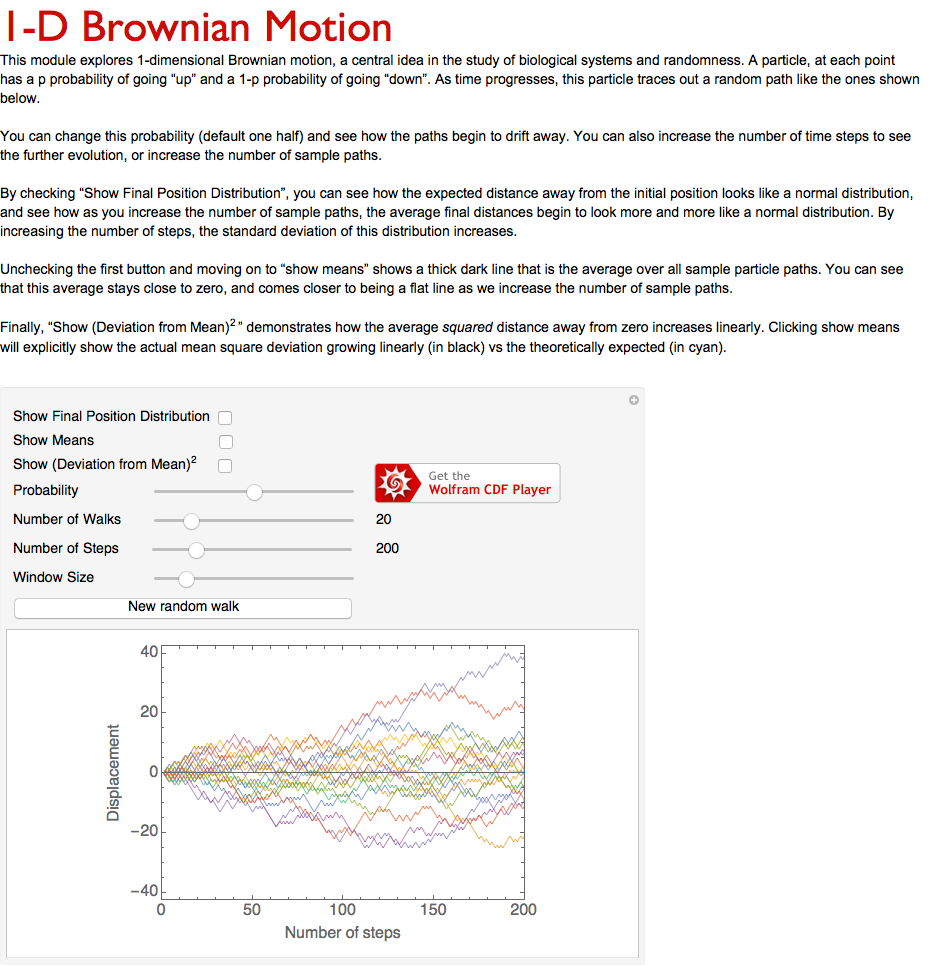 1-D Brownian Motion
This module explores 1-dimensional Brownian motion, a central idea in the study of biological systems and randomness. A particle, at each point
has a p probability of going “up” and a 1-p probability of going “down”. As time progresses, this particle traces out a random path like the ones shown
below.
You can change this probability (default one half) and see how the paths begin to drift away. You can also increase the number of time steps to see
the further evolution, or increase the number of sample paths.
By checking “Show Final Position Distribution”, you can see how the expected distance away from the initial position looks like a normal distribution,
and see how as you increase the number of sample paths, the average final distances begin to look more and more like a normal distribution. By
increasing the number of steps, the standard deviation of this distribution increases.
Unchecking the first button and moving on to “show means” shows a thick dark line that is the average over all sample particle paths. You can see
that this average stays close to zero, and comes closer to being a flat line as we increase the number of sample paths.
Finally, “Show (Deviation from Mean)²” demonstrates how the average squared distance away from zero increases linearly. Clicking show means
will explicitly show the actual mean square deviation growing linearly (in black) vs the theoretically expected (in cyan).
Show Final Position Distribution
Show Means
Show (Deviation from Mean)²
Probability
Get the
Wolfram CDF Player
Number of Walks 20
Number of Steps 200
Window Size
New random walk
40
20
0
−20
−40
Displacement
0 50 100 150 200
Number of steps